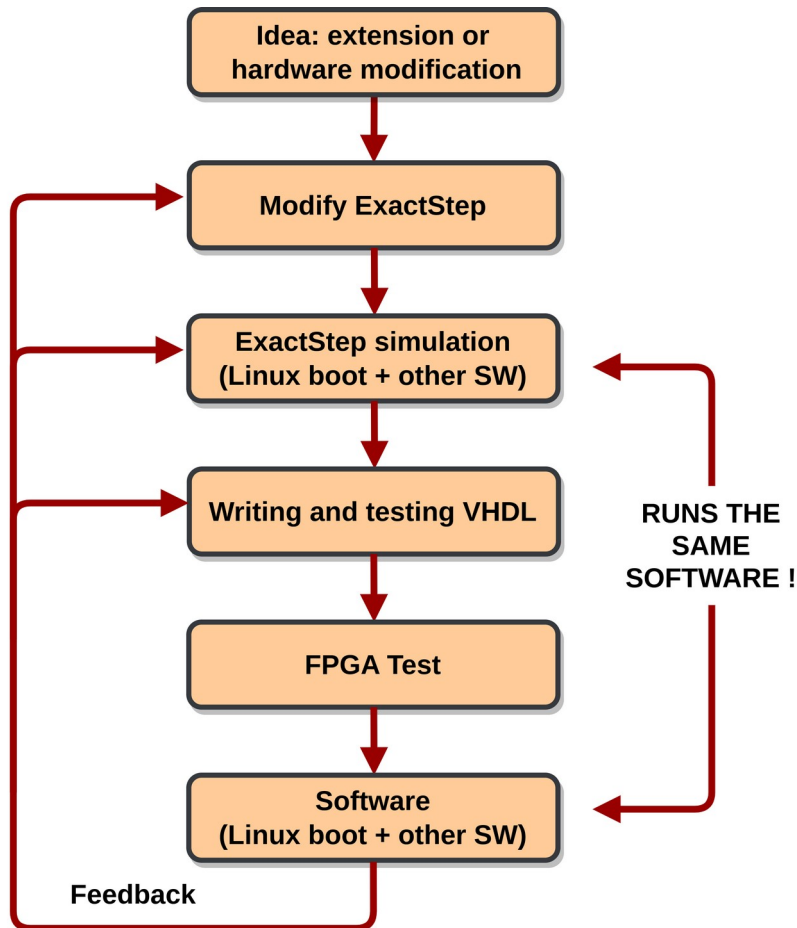 Idea: extension or
hardware modification
Modify ExactStep
ExactStep simulation
(Linux boot + other SW)
Writing and testing VHDL
RUNS THE
SAME
SOFTWARE !
FPGA Test
Software
(Linux boot + other SW)
Feedback